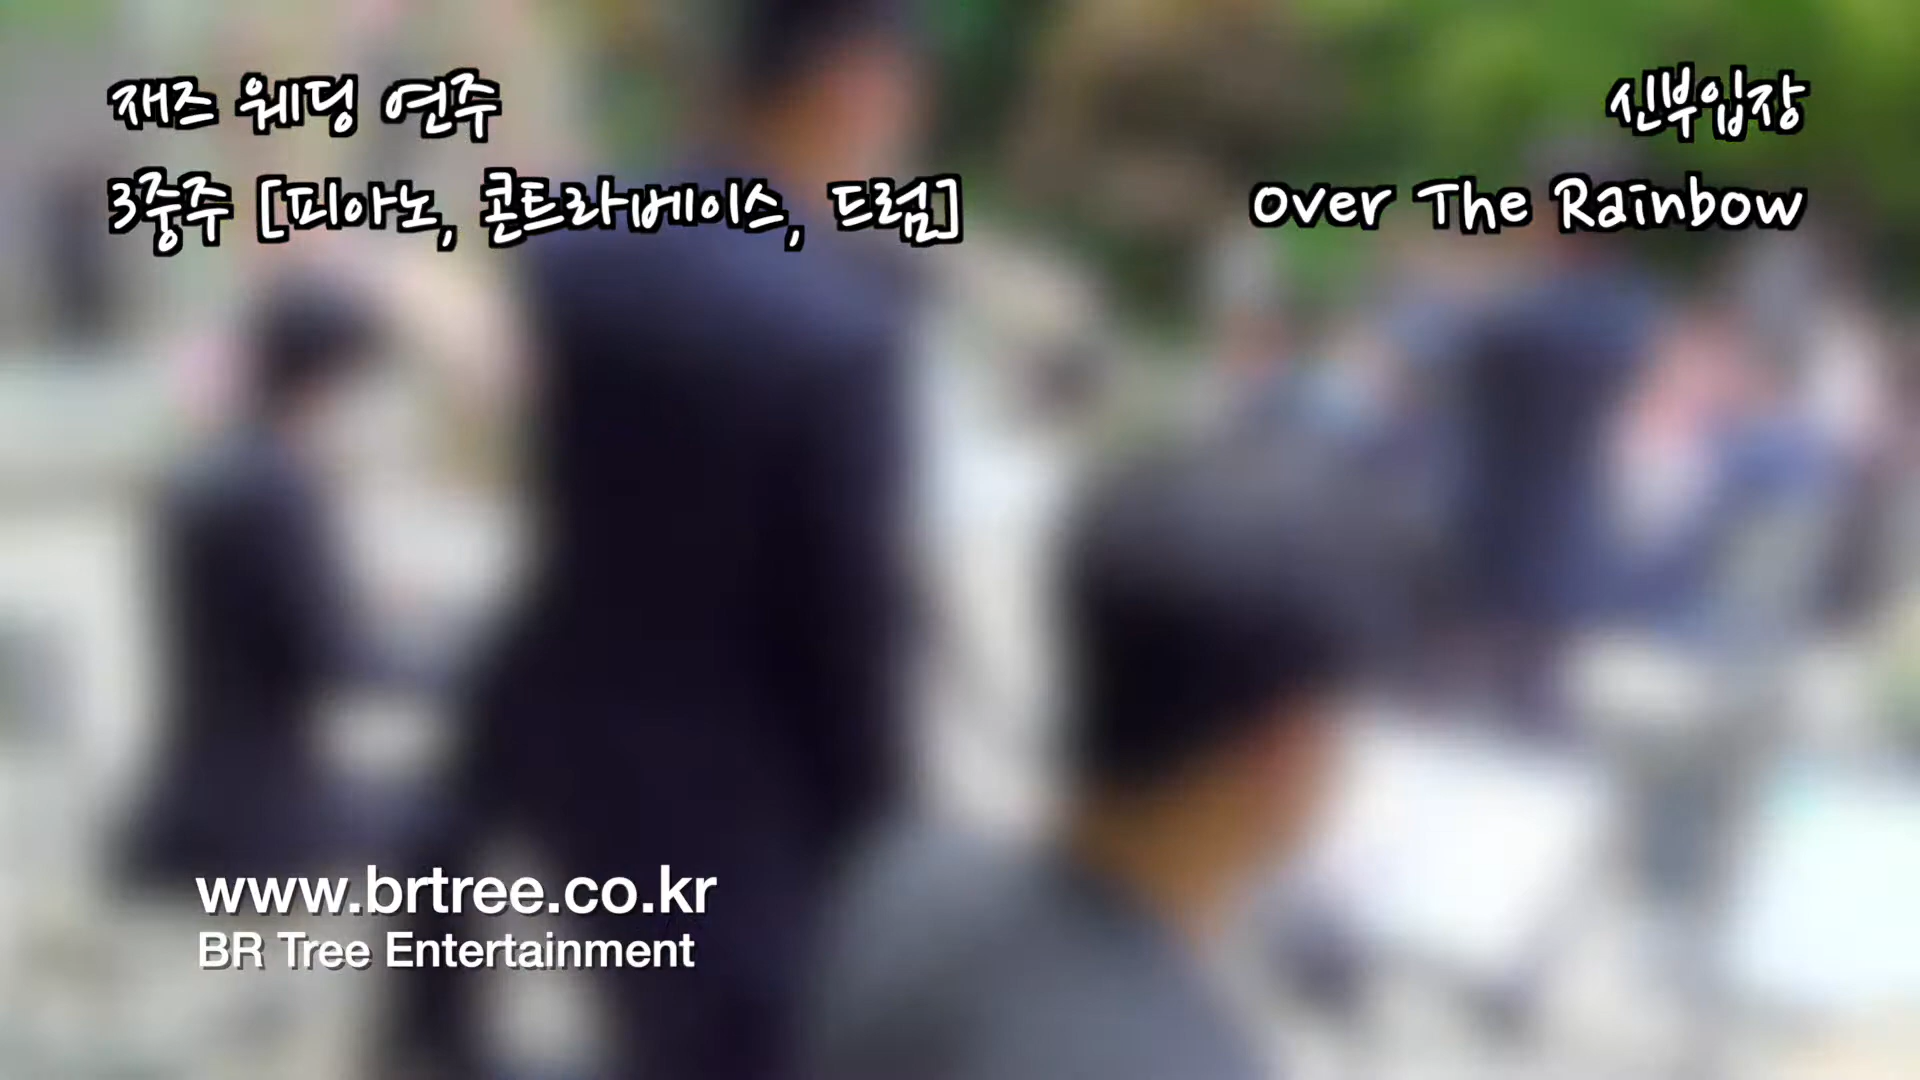 재즈 웨딩 연주
3중주 [피아노, 콘트라베이스, 드럼]
신부입장
Over The Rainbow
www.brtree.co.kr
BR Tree Entertainment